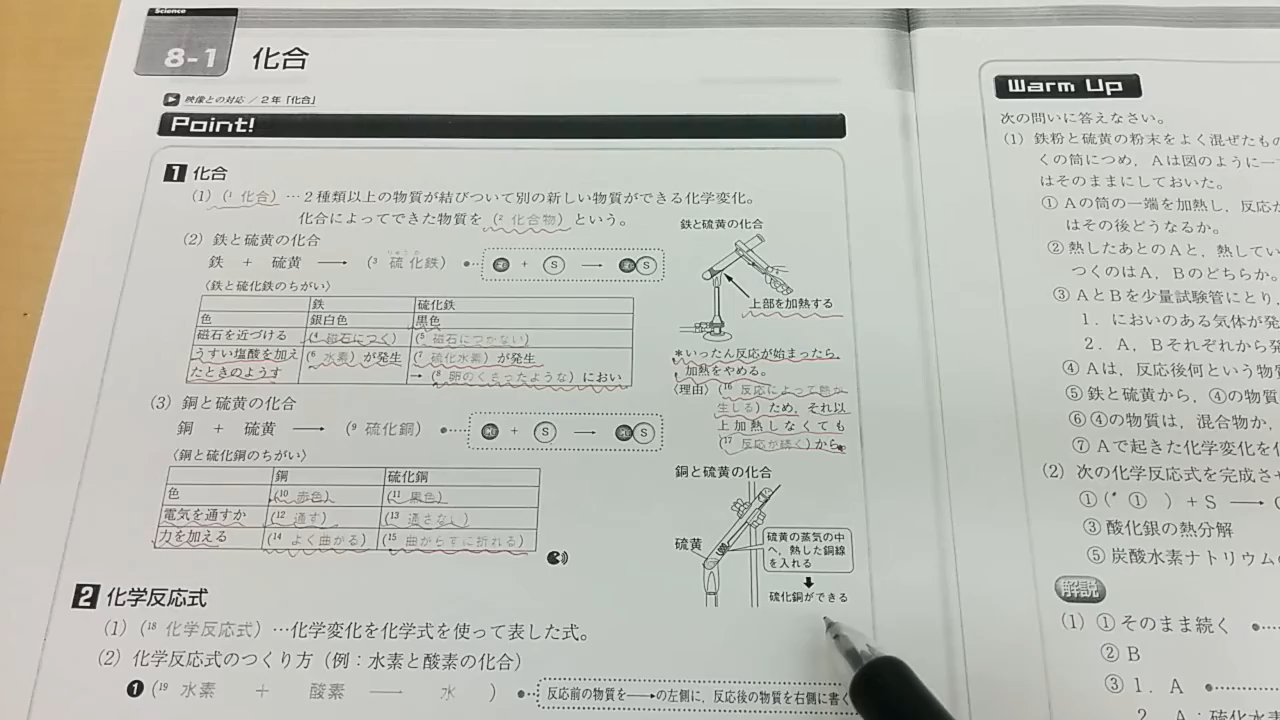 Science
8-1 化合
映像との対応 / 2年「化合」
Point!
1 化合
(1) (1 化合) …２種類以上の物質が結びついて別の新しい物質ができる化学変化。
化合によってできた物質を (2 化合物) という。
(2) 鉄と硫黄の化合
鉄 ＋ 硫黄 ⟶ (3 硫化鉄) + S ⟶ S
〈鉄と硫化鉄のちがい〉
鉄 硫化鉄
色 銀白色 黒色
磁石を近づける (4 磁石につく) (5 磁石につかない)
うすい塩酸を加えたときのようす (6 水素) が発生 (7 硫化水素) が発生
→ (8 卵のくさったような) におい
鉄と硫黄の化合
上部を加熱する
＊いったん反応が始まったら,
加熱をやめる。
〈理由〉(16 反応によって熱が
生じる) ため, それ以
上加熱しなくても
(17 反応が続く) から。
(3) 銅と硫黄の化合
銅 ＋ 硫黄 ⟶ (9 硫化銅) + S ⟶ S
〈銅と硫化銅のちがい〉
銅 硫化銅
色 (10 赤色) (11 黒色)
電気を通すか (12 通す) (13 通さない)
力を加える (14 よく曲がる) (15 曲がらずに折れる)
銅と硫黄の化合
硫黄
硫黄の蒸気の中
へ, 熱した銅線
を入れる
硫化銅ができる
2 化学反応式
(1) (18 化学反応式) …化学変化を化学式を使って表した式。
(2) 化学反応式のつくり方 (例：水素と酸素の化合)
❶ (19 水素 ＋ 酸素 ⟶ 水 ) 反応前の物質を⟶の左側に, 反応後の物質を右側に書く
Warm Up
次の問いに答えなさい。
(1) 鉄粉と硫黄の粉末をよく混ぜたもの
くの筒につめ, Ａは図のように一
はそのままにしておいた。
① Ａの筒の一端を加熱し, 反応が
はその後どうなるか。
② 熱したあとのＡと, 熱してい
つくのはＡ, Ｂのどちらか。
③ ＡとＢを少量試験管にとり
1．においのある気体が発
2．Ａ, Ｂそれぞれから発
④ Ａは, 反応後何という物質
⑤ 鉄と硫黄から, ④の物質
⑥ ④の物質は, 混合物か,
⑦ Ａで起きた化学変化を化
(2) 次の化学反応式を完成させ
① ( ① ) ＋ S ⟶
③ 酸化銀の熱分解
⑤ 炭酸水素ナトリウム
解説
(1) ① そのまま続く
② B
③ 1．A
2．A：硫化水素